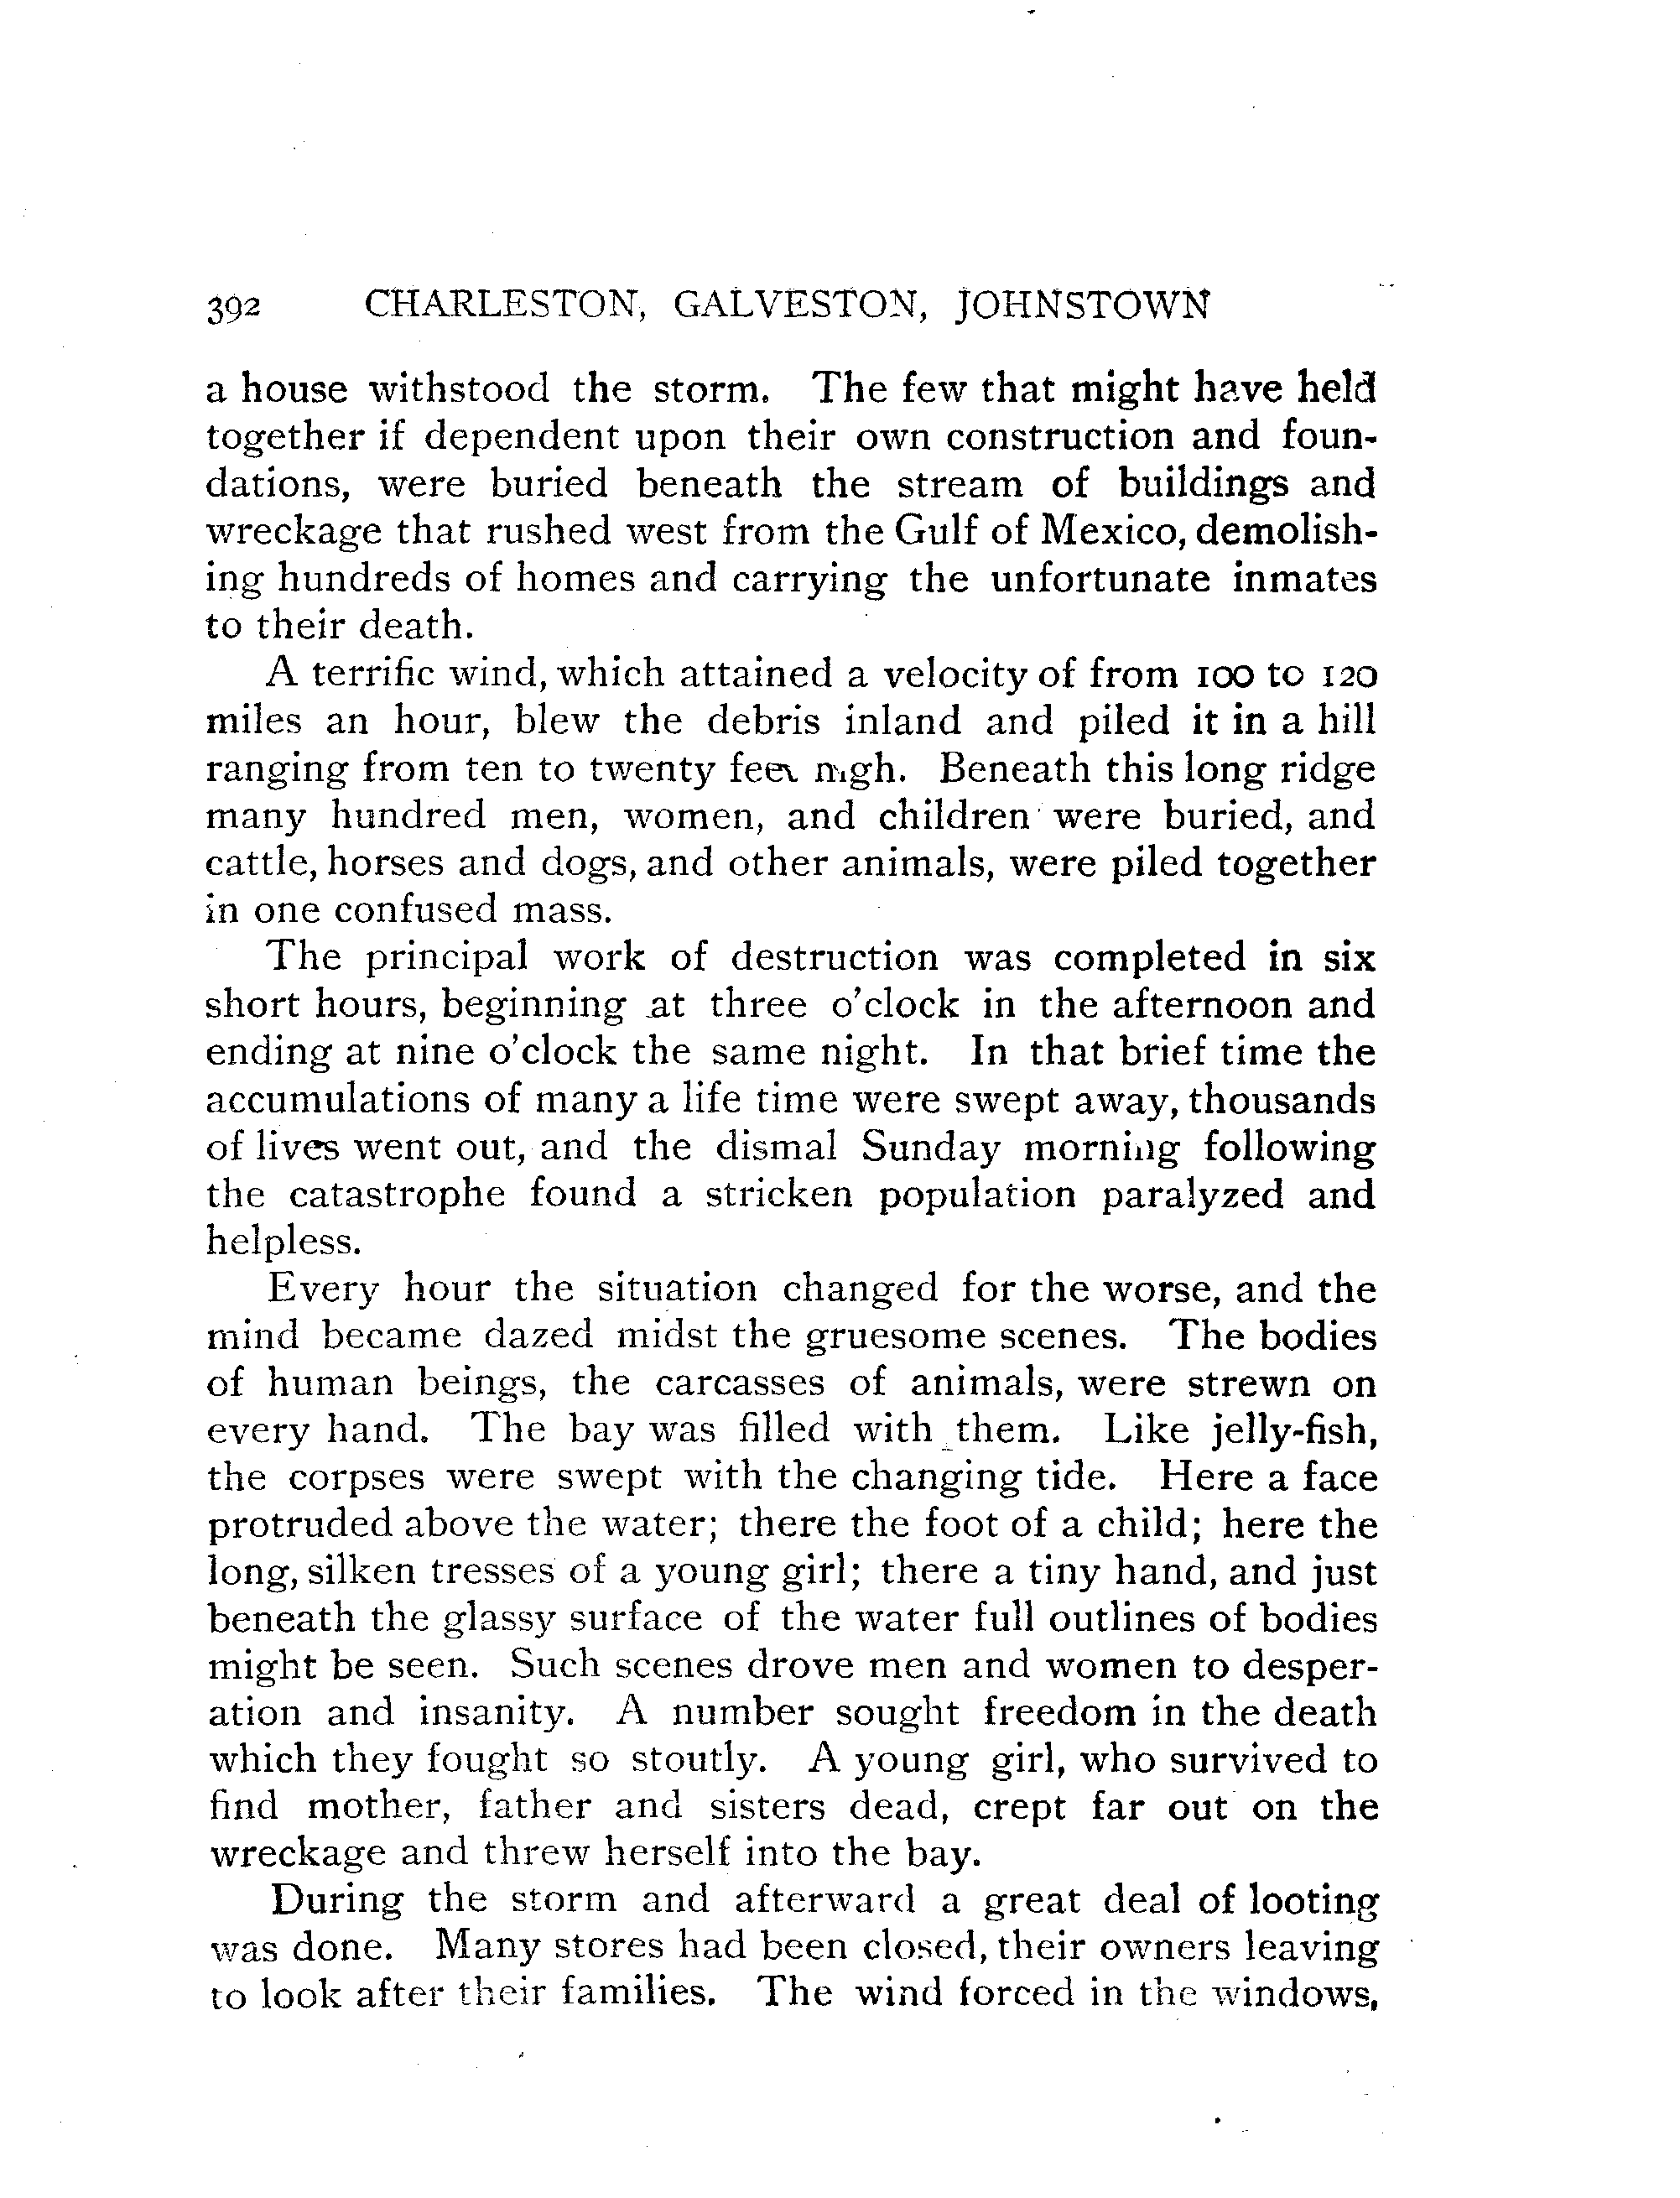 392 CHARLESTON, GALVESTON, JOHNSTOWN
a house withstood the storm. The few that might have held
together if dependent upon their own construction and foun-
dations, were buried beneath the stream of buildings and
wreckage that rushed west from the Gulf of Mexico, demolish-
ing hundreds of homes and carrying the unfortunate inmates
to their death.
A terrific wind, which attained a velocity of from 100 to 120
miles an hour, blew the debris inland and piled it in a hill
ranging from ten to twenty feet high. Beneath this long ridge
many hundred men, women, and children were buried, and
cattle, horses and dogs, and other animals, were piled together
in one confused mass.
The principal work of destruction was completed in six
short hours, beginning at three o'clock in the afternoon and
ending at nine o'clock the same night. In that brief time the
accumulations of many a life time were swept away, thousands
of lives went out, and the dismal Sunday morning following
the catastrophe found a stricken population paralyzed and
helpless.
Every hour the situation changed for the worse, and the
mind became dazed midst the gruesome scenes. The bodies
of human beings, the carcasses of animals, were strewn on
every hand. The bay was filled with them. Like jelly-fish,
the corpses were swept with the changing tide. Here a face
protruded above the water; there the foot of a child; here the
long, silken tresses of a young girl; there a tiny hand, and just
beneath the glassy surface of the water full outlines of bodies
might be seen. Such scenes drove men and women to desper-
ation and insanity. A number sought freedom in the death
which they fought so stoutly. A young girl, who survived to
find mother, father and sisters dead, crept far out on the
wreckage and threw herself into the bay.
During the storm and afterward a great deal of looting
was done. Many stores had been closed, their owners leaving
to look after their families. The wind forced in the windows,